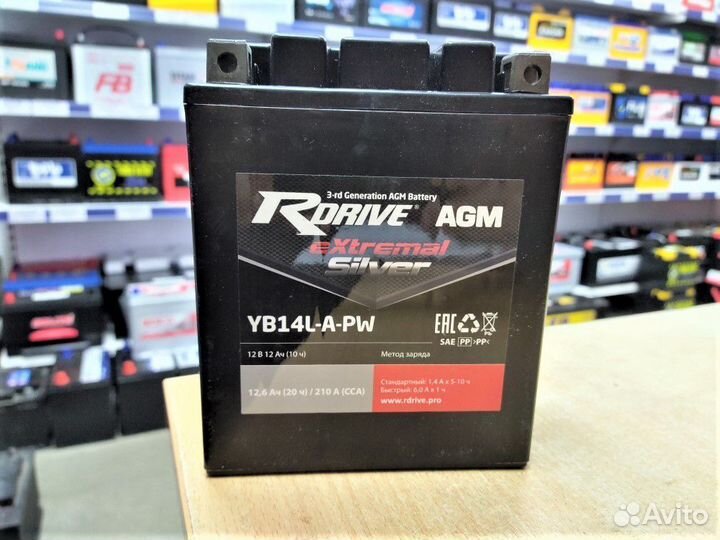 3-rd Generation AGM Battery
RDRIVE® AGM
eXtremal
Silver
YB14L-A-PW
EAC
SAE PP >PP<
Pb
12 В 12 Ач (10 ч)
Метод заряда
12,6 Ач (20 ч) / 210 А (CCA)
Стандартный: 1,4 А x 5-10 ч
Быстрый: 6,0 А x 1 ч
www.rdrive.pro
FB
Avito